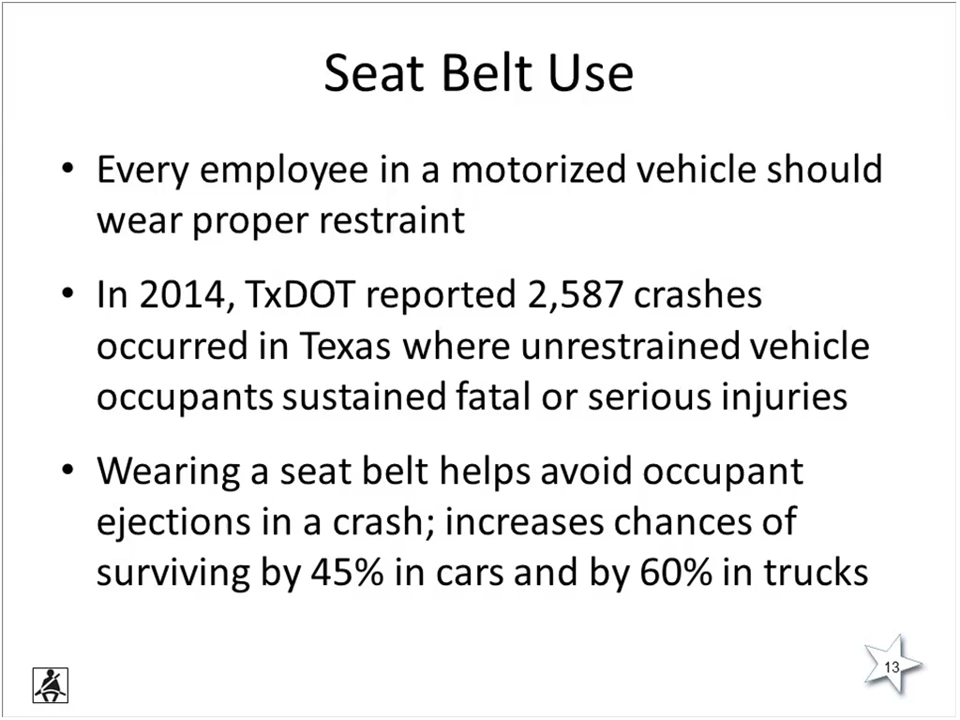 Seat Belt Use
• Every employee in a motorized vehicle should
wear proper restraint
• In 2014, TxDOT reported 2,587 crashes
occurred in Texas where unrestrained vehicle
occupants sustained fatal or serious injuries
• Wearing a seat belt helps avoid occupant
ejections in a crash; increases chances of
surviving by 45% in cars and by 60% in trucks
13